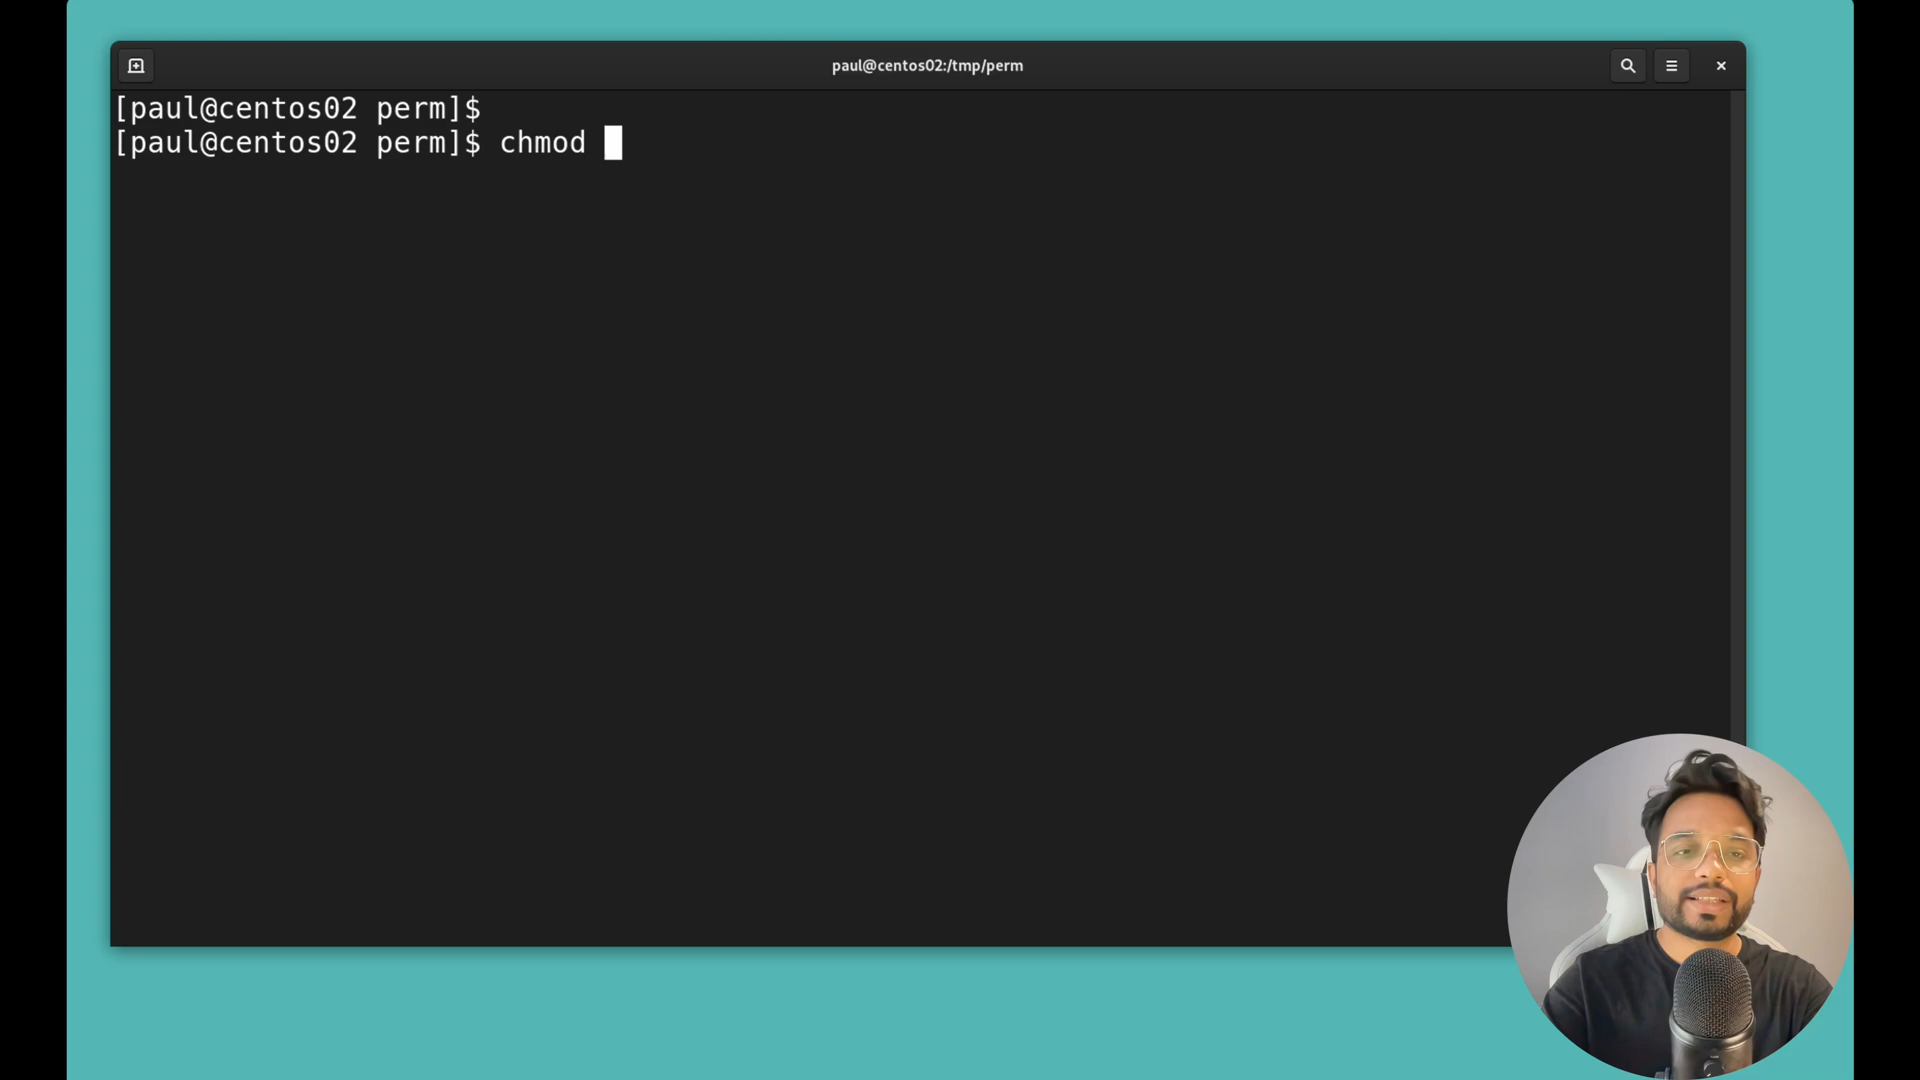 paul@centos02:/tmp/perm
[paul@centos02 perm]$
[paul@centos02 perm]$ chmod